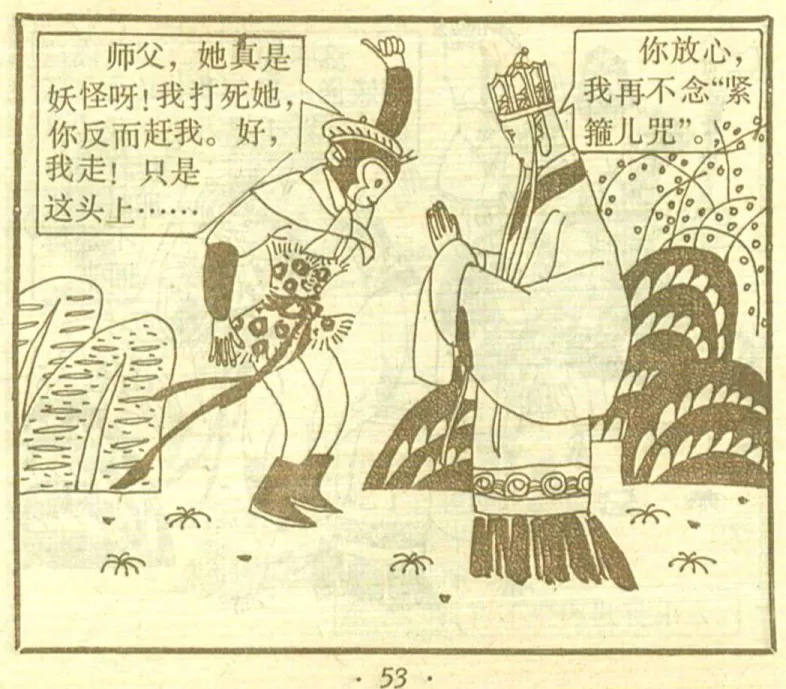 师父，她真是
妖怪呀！我打死她，
你反而赶我。好，
我走！只是
这头上……
你放心，
我再不念“紧
箍儿咒”。
· 53 ·